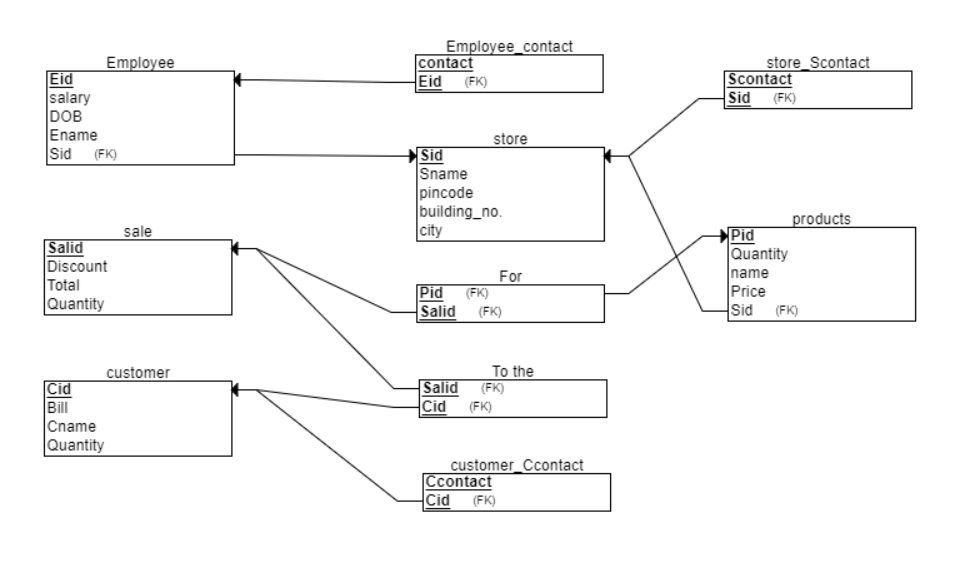 Employee
Eid
salary
DOB
Ename
Sid (FK)
Employee_contact
contact
Eid (FK)
store_Scontact
Scontact
Sid (FK)
store
Sid
Sname
pincode
building_no.
city
sale
Salid
Discount
Total
Quantity
For
Pid (FK)
Salid (FK)
products
Pid
Quantity
name
Price
Sid (FK)
customer
Cid
Bill
Cname
Quantity
To the
Salid (FK)
Cid (FK)
customer_Ccontact
Ccontact
Cid (FK)